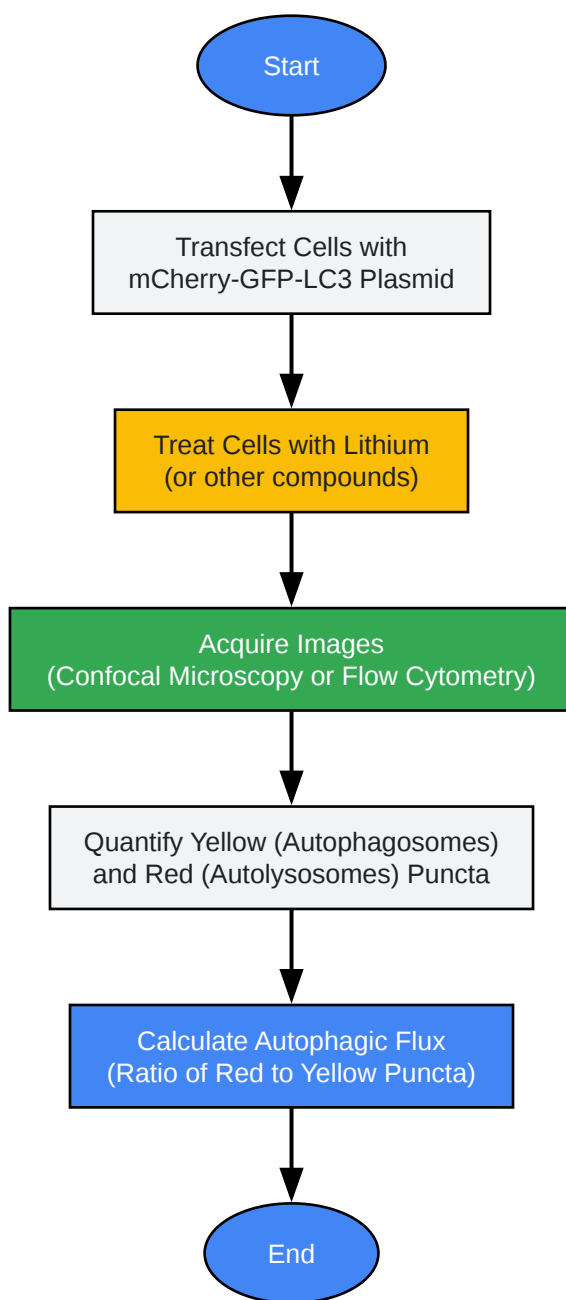 Start
Transfect Cells with
mCherry-GFP-LC3 Plasmid
Treat Cells with Lithium
(or other compounds)
Acquire Images
(Confocal Microscopy or Flow Cytometry)
Quantify Yellow (Autophagosomes)
and Red (Autolysosomes) Puncta
Calculate Autophagic Flux
(Ratio of Red to Yellow Puncta)
End